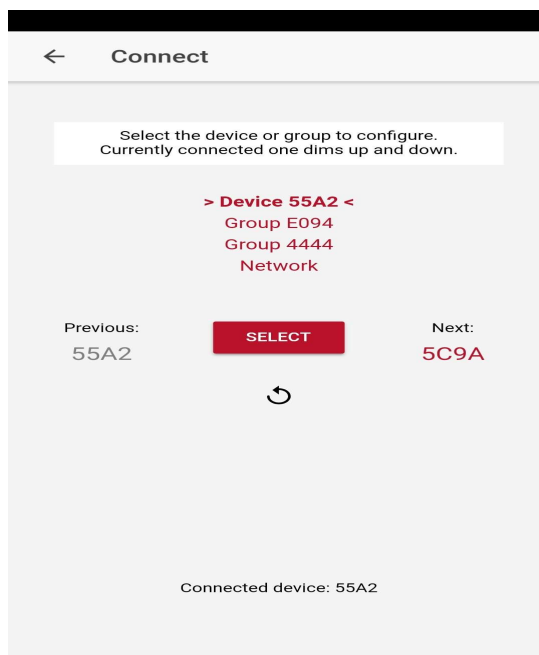 Connect
Select the device or group to configure.
Currently connected one dims up and down.
> Device 55A2 <
Group E094
Group 4444
Network
Previous:
55A2
SELECT
Next:
5C9A
Connected device: 55A2